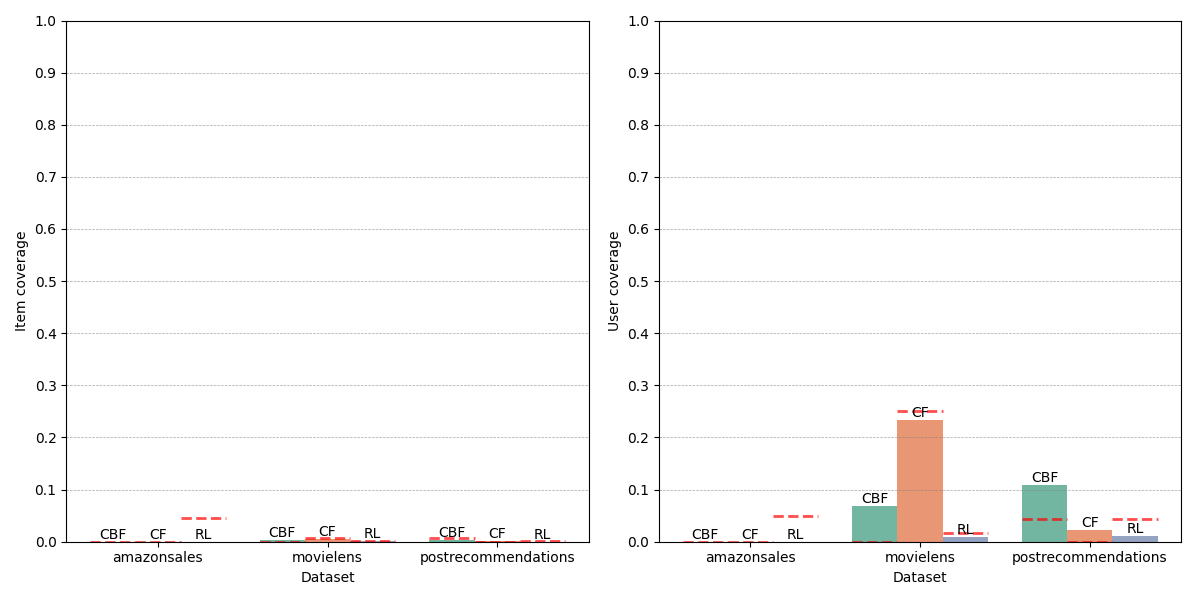 1.0
0.9
0.8
0.7
0.6
0.5
0.4
0.3
0.2
0.1
0.0
Item coverage
CBF CF RL CBF CF RL CBF CF RL
amazonsales movielens postrecommendations
Dataset
1.0
0.9
0.8
0.7
0.6
0.5
0.4
0.3
0.2
0.1
0.0
User coverage
CBF CF RL CBF CF RL CBF CF RL
amazonsales movielens postrecommendations
Dataset